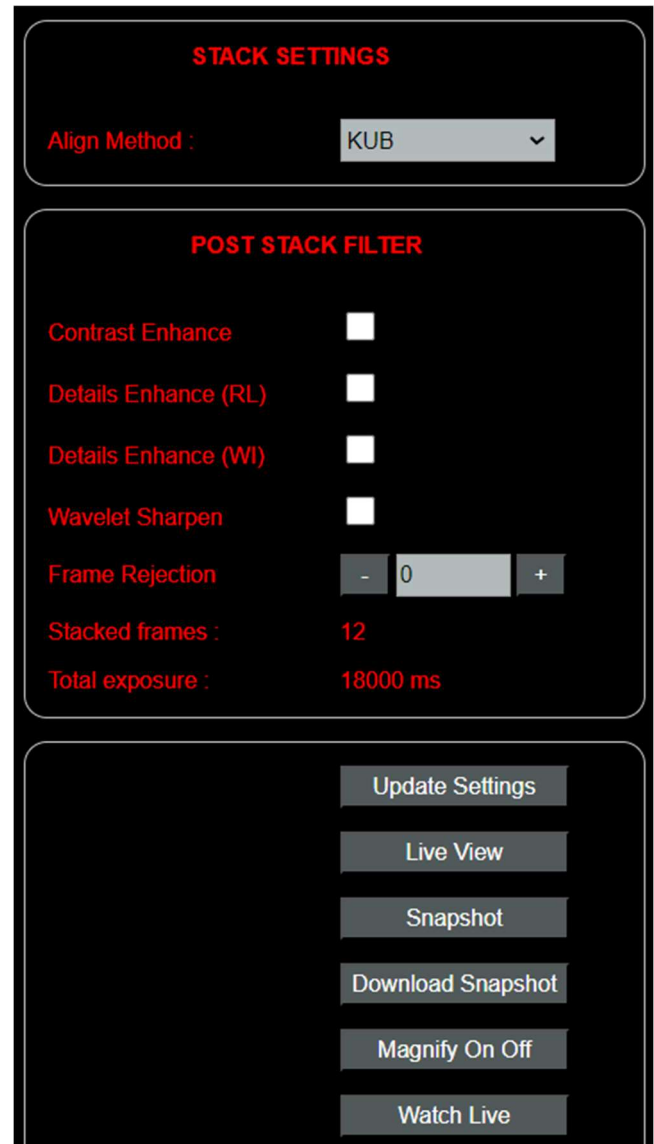 STACK SETTINGS
Align Method : KUB
POST STACK FILTER
Contrast Enhance
Details Enhance (RL)
Details Enhance (WI)
Wavelet Sharpen
Frame Rejection - 0 +
Stacked frames : 12
Total exposure : 18000 ms
Update Settings
Live View
Snapshot
Download Snapshot
Magnify On Off
Watch Live